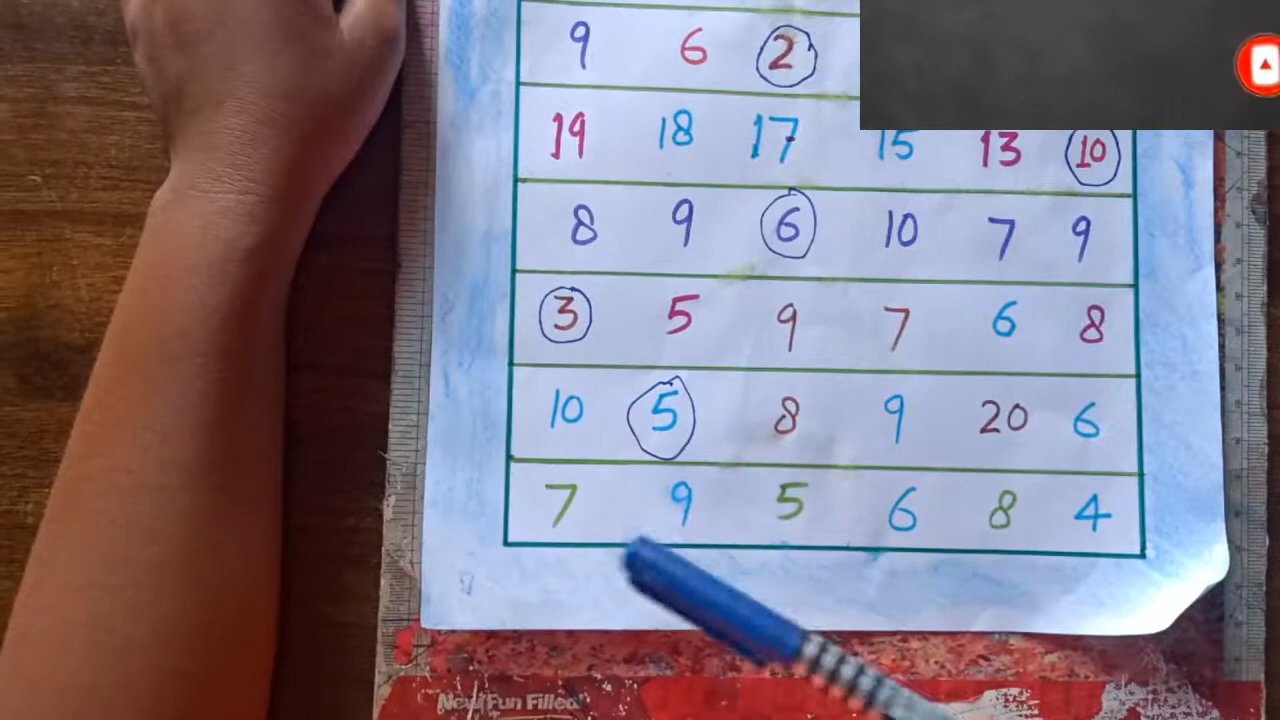 9 6 2
19 18 17 15 13 10
8 9 6 10 7 9
3 5 9 7 6 8
10 5 8 9 20 6
7 9 5 6 8 4
New Fun Filled